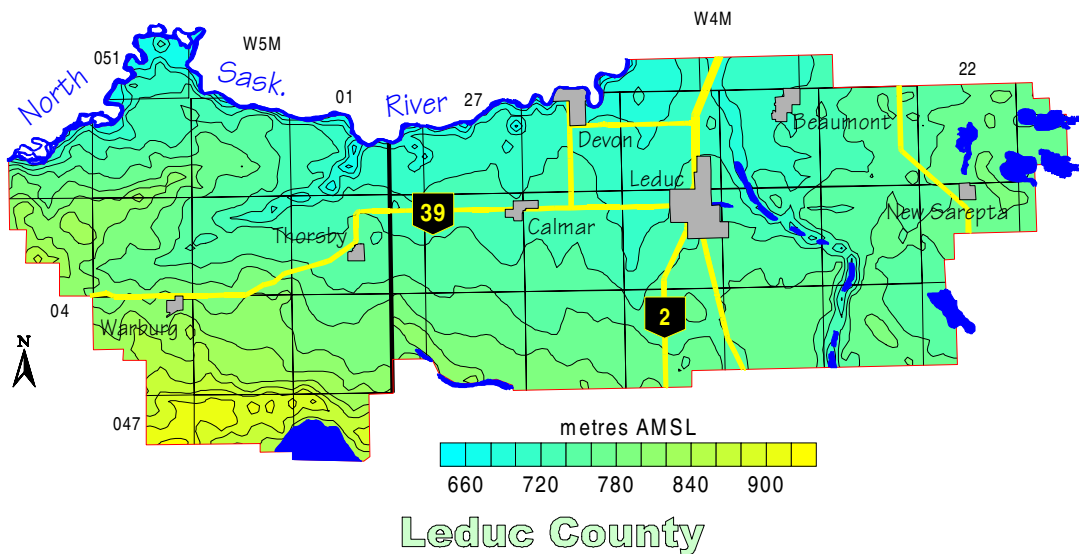 W4M
051
W5M
22
North
Sask.
01
River
27
Beaumont
Devon
Leduc
39
Calmar
New Sarepta
Thorsby
04
2
Warburg
N
047
metres AMSL
660 720 780 840 900
Leduc County